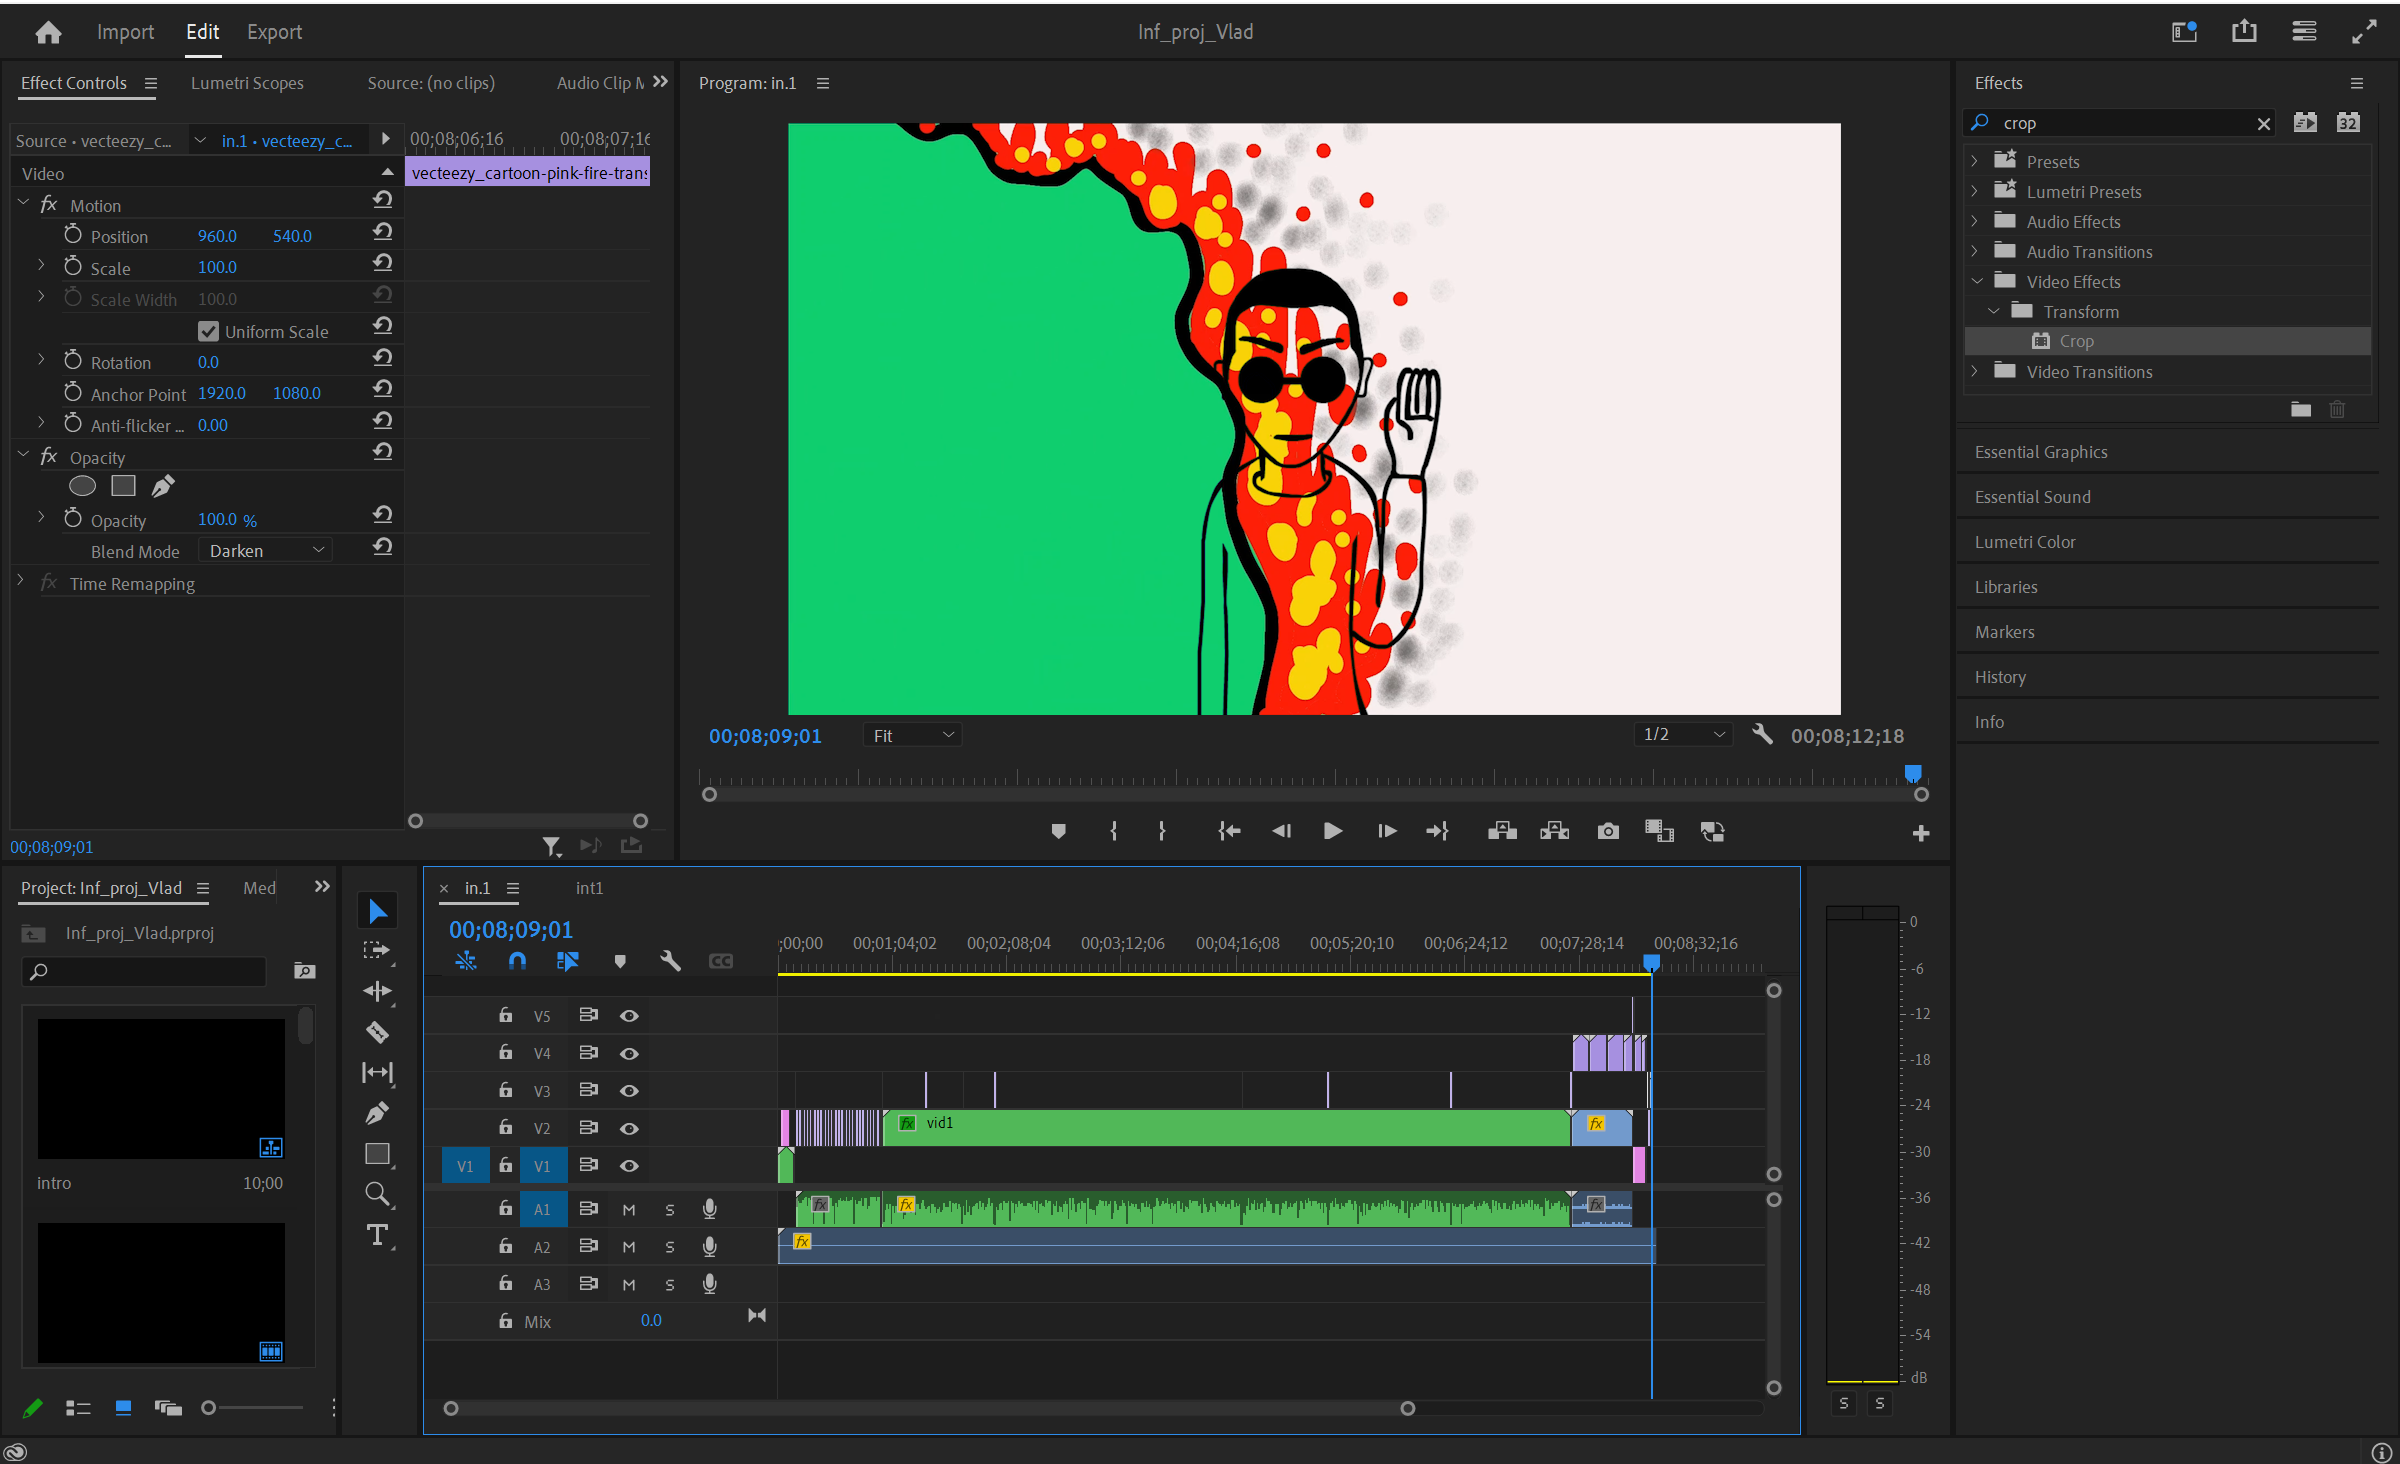 Import Edit Export
Inf_proj_Vlad
Effect Controls Lumetri Scopes Source: (no clips) Audio Clip M
Source • vecteezy_c... in.1 • vecteezy_c...
00;08;06;16 00;08;07;16
Video
vecteezy_cartoon-pink-fire-trans
fx Motion
Position 960.0 540.0
Scale 100.0
Scale Width 100.0
Uniform Scale
Rotation 0.0
Anchor Point 1920.0 1080.0
Anti-flicker ... 0.00
fx Opacity
Opacity 100.0 %
Blend Mode Darken
fx Time Remapping
00;08;09;01
Program: in.1
00;08;09;01 Fit 1/2 00;08;12;18
Effects
crop
32
Presets
Lumetri Presets
Audio Effects
Audio Transitions
Video Effects
Transform
Crop
Video Transitions
Essential Graphics
Essential Sound
Lumetri Color
Libraries
Markers
History
Info
Project: Inf_proj_Vlad Med
Inf_proj_Vlad.prproj
intro 10;00
T
× in.1 int1
00;08;09;01
;00;00 00;01;04;02 00;02;08;04 00;03;12;06 00;04;16;08 00;05;20;10 00;06;24;12 00;07;28;14 00;08;32;16
CC
V5
V4
V3
V2 fx vid1 fx
V1 V1
A1 M S fx fx fx
A2 M S fx
A3 M S
Mix 0.0
0
-6
-12
-18
-24
-30
-36
-42
-48
-54
dB
S S